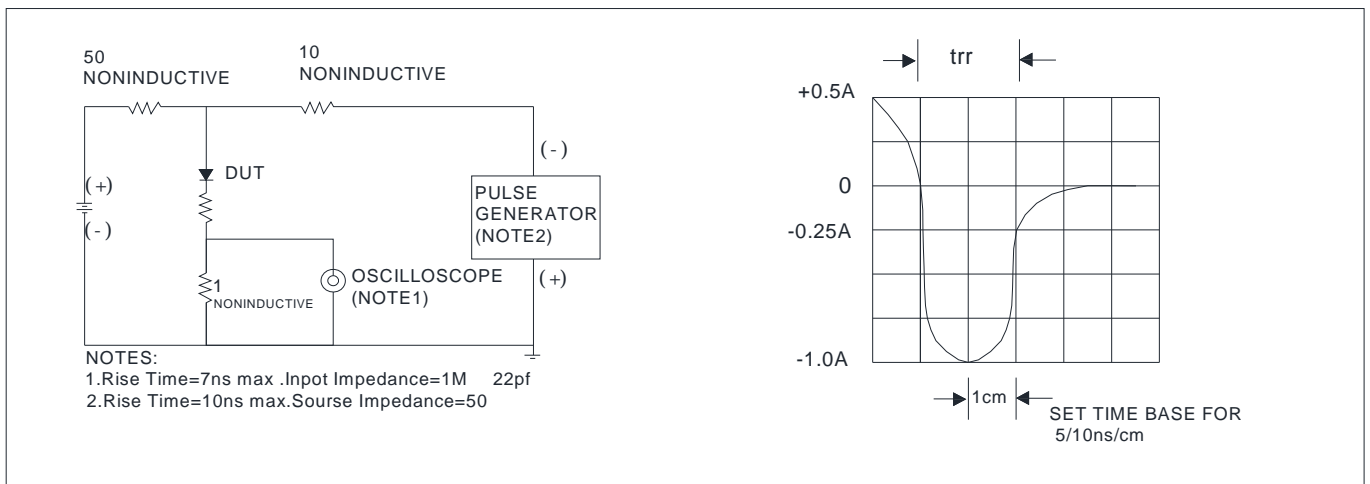 50
NONINDUCTIVE
10
NONINDUCTIVE
(+)
(-)
DUT
1
NONINDUCTIVE
OSCILLOSCOPE
(NOTE1)
(-)
PULSE
GENERATOR
(NOTE2)
(+)
NOTES:
1.Rise Time=7ns max .Inpot Impedance=1M 22pf
2.Rise Time=10ns max.Sourse Impedance=50
trr
+0.5A
0
-0.25A
-1.0A
1cm
SET TIME BASE FOR
5/10ns/cm